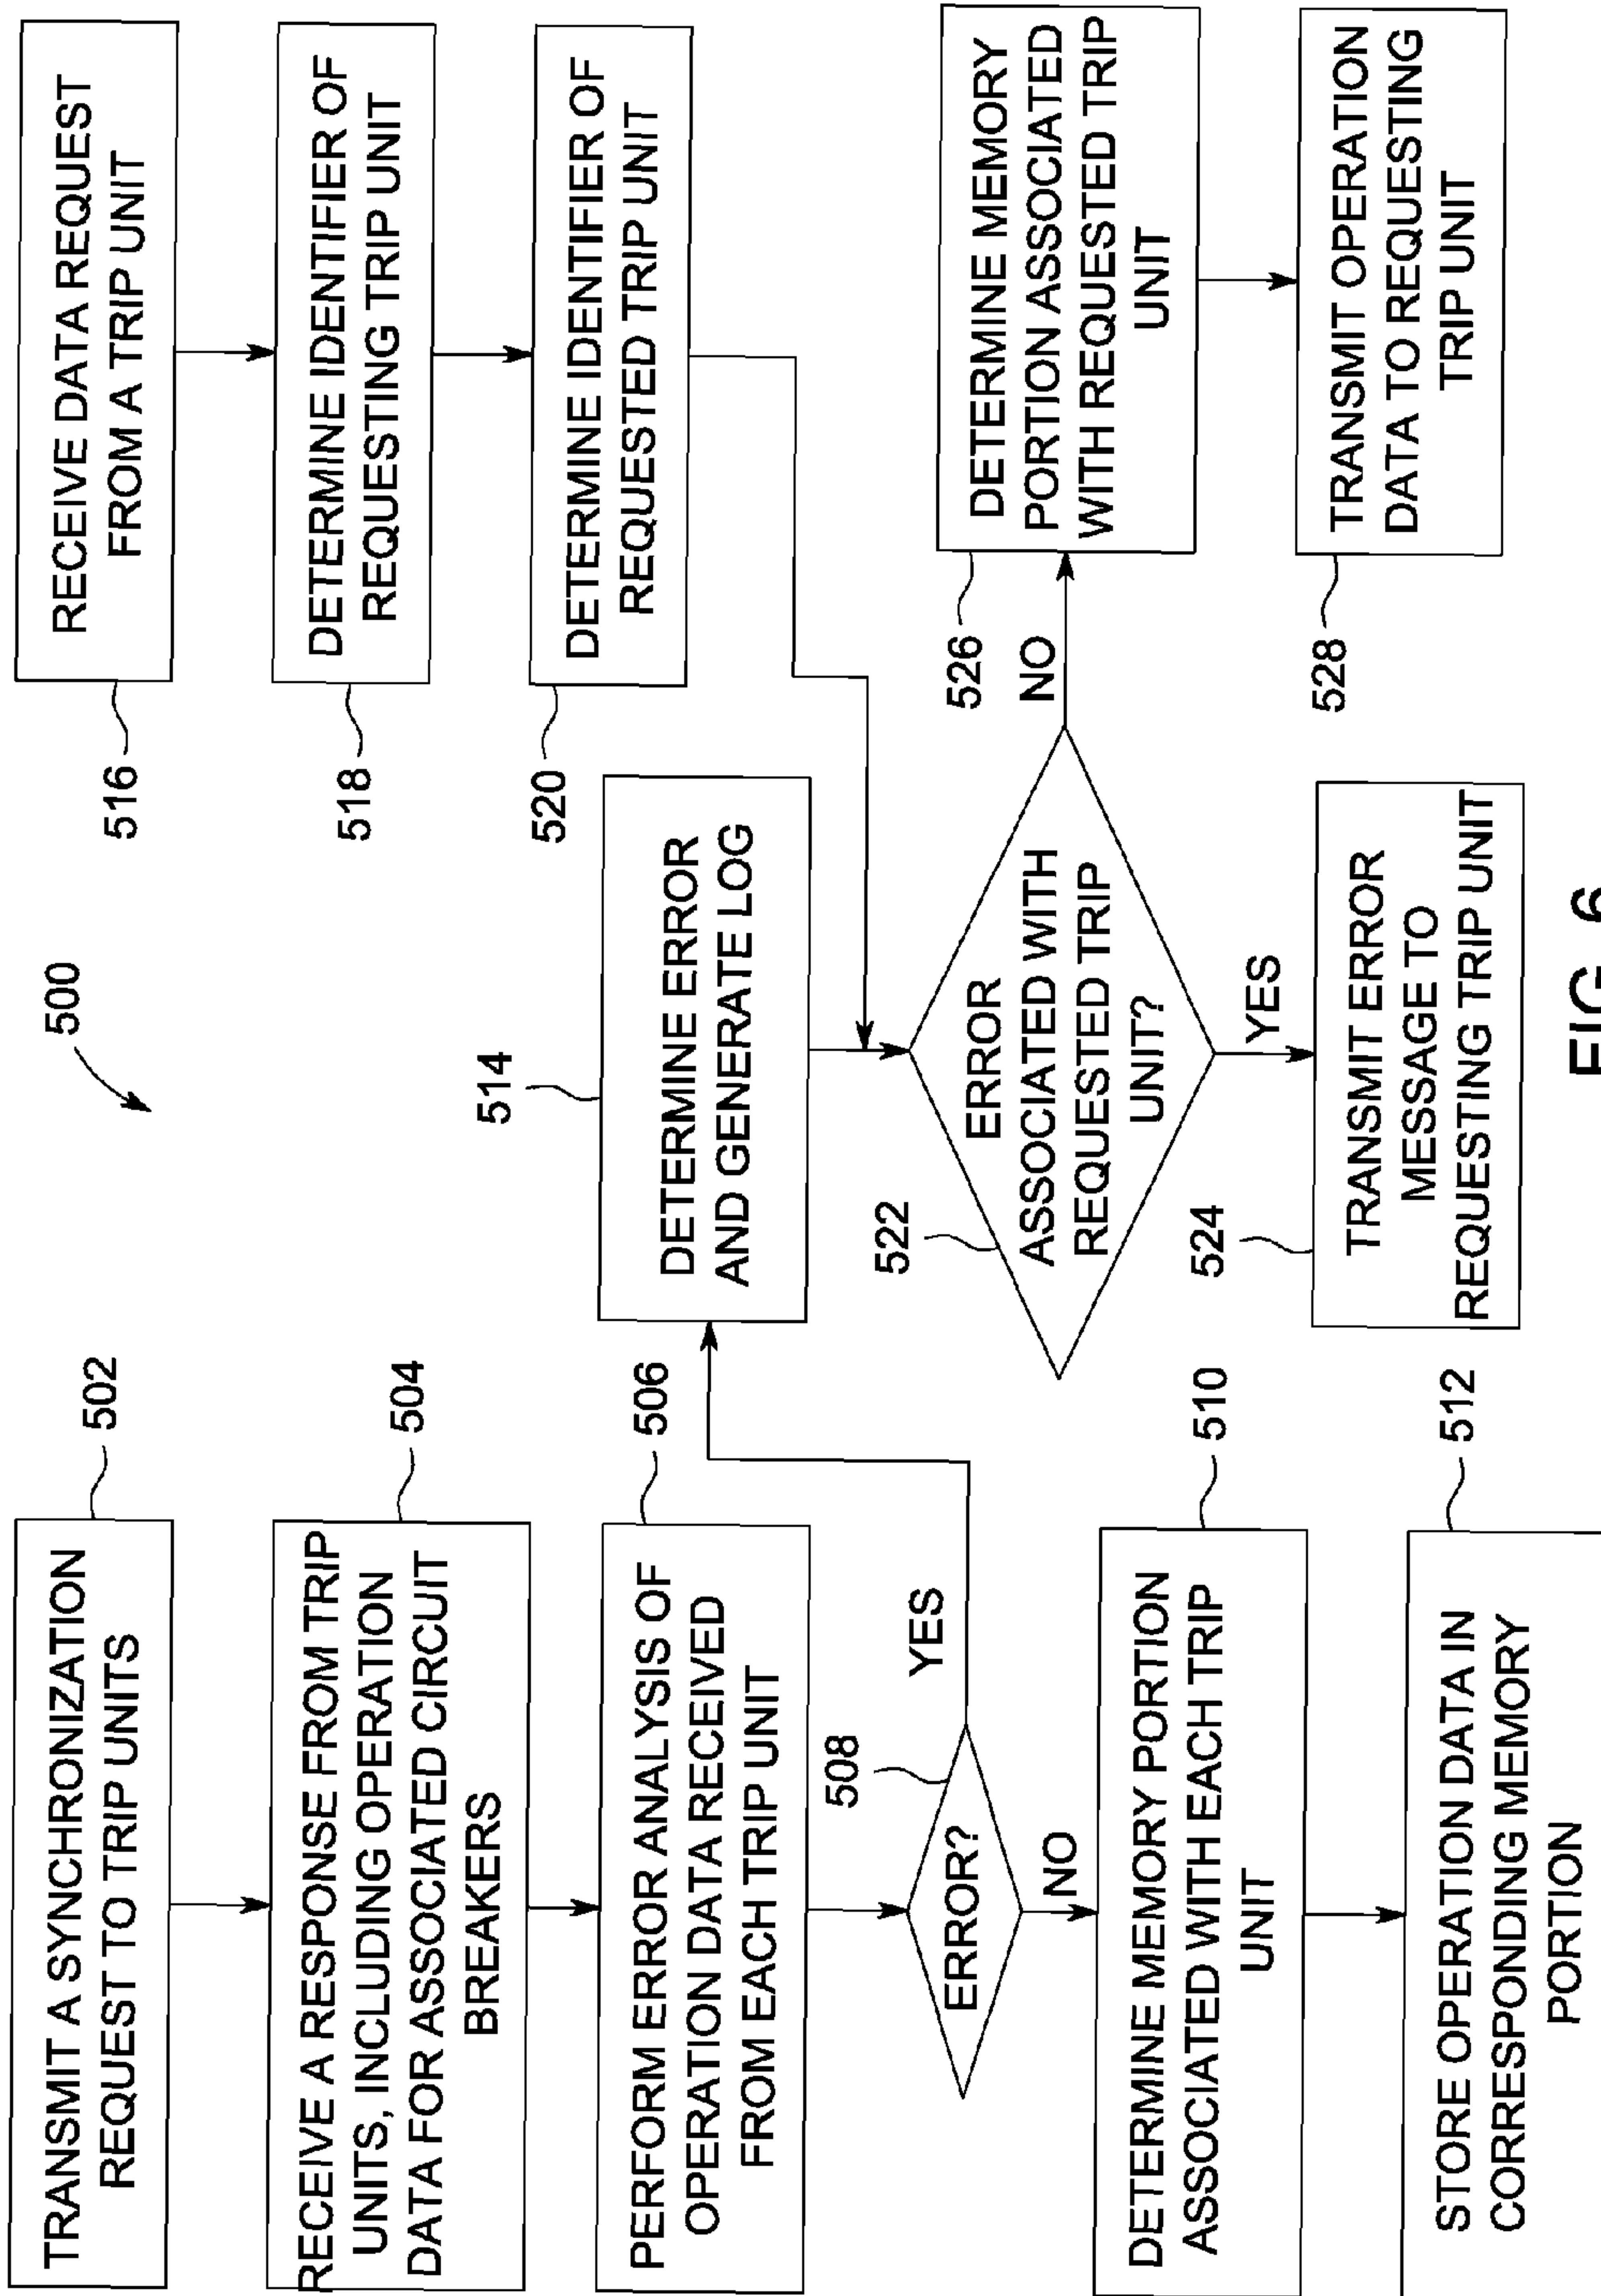 500
TRANSMIT A SYNCHRONIZATION
REQUEST TO TRIP UNITS
502
RECEIVE A RESPONSE FROM TRIP
UNITS, INCLUDING OPERATION
DATA FOR ASSOCIATED CIRCUIT
BREAKERS
504
PERFORM ERROR ANALYSIS OF
OPERATION DATA RECEIVED
FROM EACH TRIP UNIT
506
ERROR?
508
YES
NO
DETERMINE MEMORY PORTION
ASSOCIATED WITH EACH TRIP
UNIT
510
STORE OPERATION DATA IN
CORRESPONDING MEMORY
PORTION
512
514
DETERMINE ERROR
AND GENERATE LOG
516
RECEIVE DATA REQUEST
FROM A TRIP UNIT
518
DETERMINE IDENTIFIER OF
REQUESTING TRIP UNIT
520
DETERMINE IDENTIFIER OF
REQUESTED TRIP UNIT
522
ERROR
ASSOCIATED WITH
REQUESTED TRIP
UNIT?
YES
NO
524
TRANSMIT ERROR
MESSAGE TO
REQUESTING TRIP UNIT
526
DETERMINE MEMORY
PORTION ASSOCIATED
WITH REQUESTED TRIP
UNIT
528
TRANSMIT OPERATION
DATA TO REQUESTING
TRIP UNIT
FIG. 6